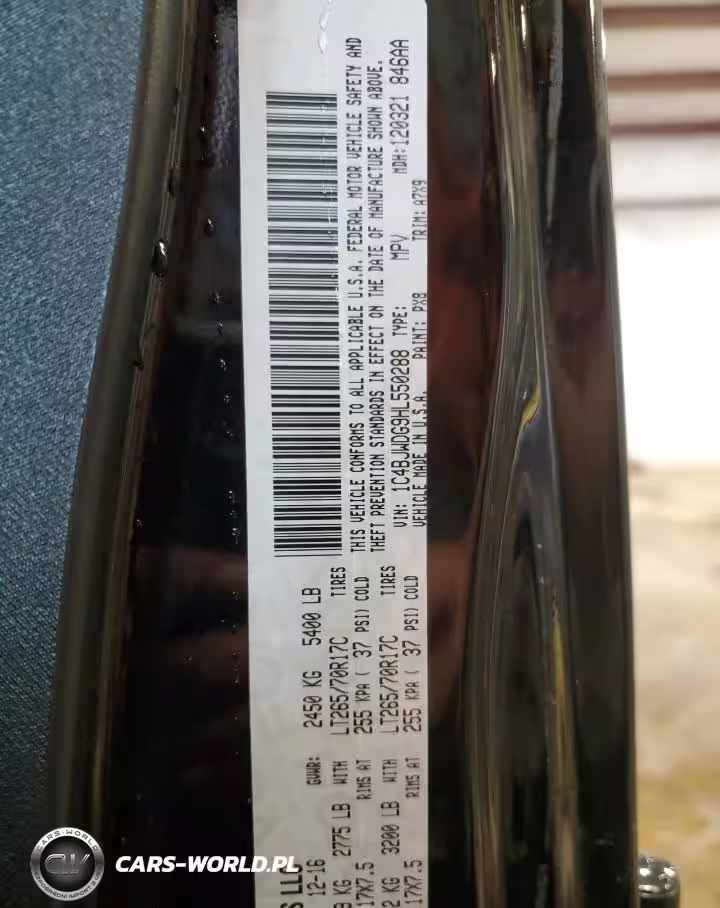 S LLC
12-16 GVWR: 2450 KG 5400 LB
KG 2775 LB WITH LT265/70R17C TIRES
17X7.5 RIMS AT 255 KPA ( 37 PSI) COLD
KG 3200 LB WITH LT265/70R17C TIRES
17X7.5 RIMS AT 255 KPA ( 37 PSI) COLD
THIS VEHICLE CONFORMS TO ALL APPLICABLE U.S.A. FEDERAL MOTOR VEHICLE SAFETY AND
THEFT PREVENTION STANDARDS IN EFFECT ON THE DATE OF MANUFACTURE SHOWN ABOVE.
VIN: 1C4BJWDG9HL550288 TYPE: MPV MDH:120321 846AA
VEHICLE MADE IN U.S.A. PAINT: PX8 TRIM: A7X9
CARS-WORLD.PL
CARS-WORLD
CW